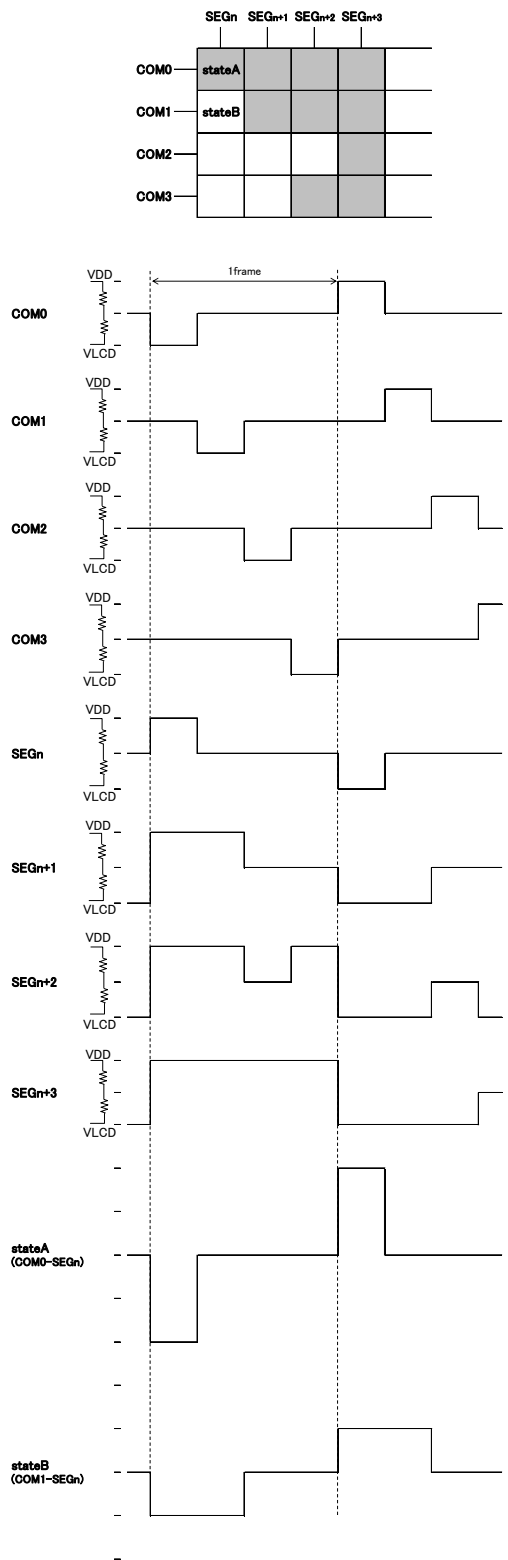 SEGn SEGn+1 SEGn+2 SEGn+3
COM0 stateA
COM1 stateB
COM2
COM3
1frame
VDD
COM0
VLCD
VDD
COM1
VLCD
VDD
COM2
VLCD
VDD
COM3
VLCD
VDD
SEGn
VLCD
VDD
SEGn+1
VLCD
VDD
SEGn+2
VLCD
VDD
SEGn+3
VLCD
stateA
(COM0-SEGn)
stateB
(COM1-SEGn)